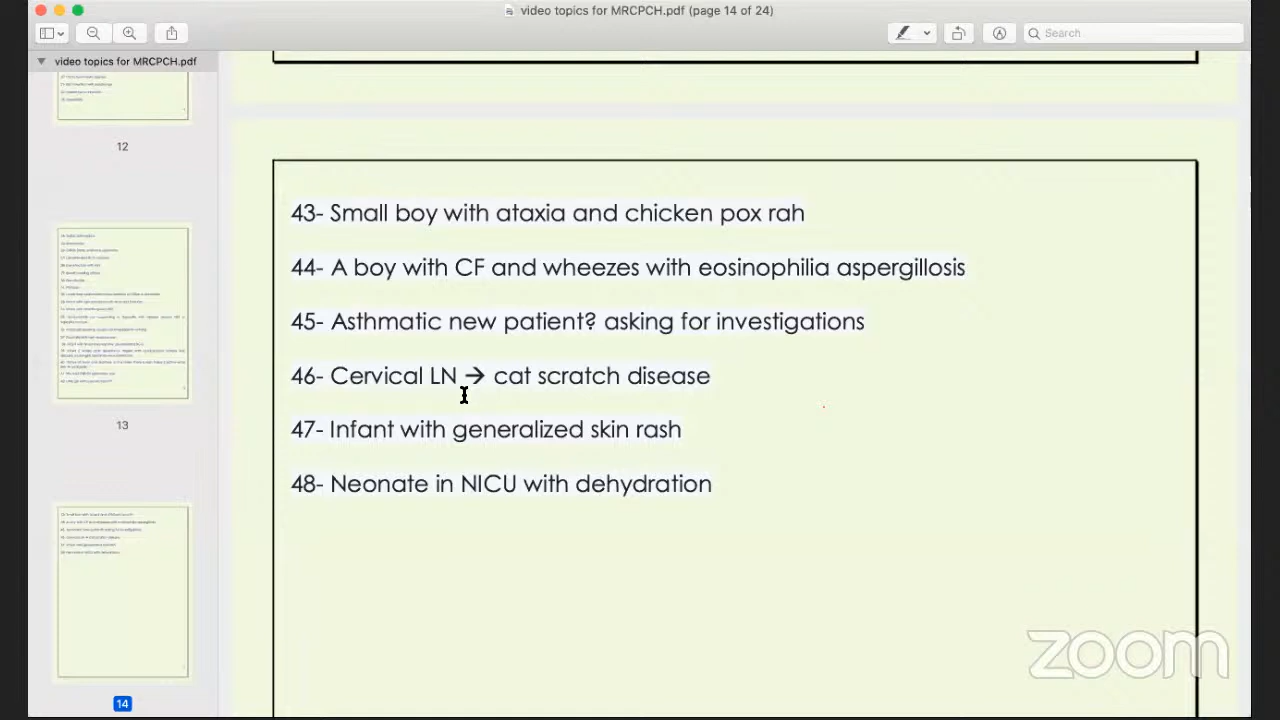 video topics for MRCPCH.pdf (page 14 of 24)
Search
video topics for MRCPCH.pdf
12
13
14
43- Small boy with ataxia and chicken pox rah
44- A boy with CF and wheezes with eosinophilia aspergillosis
45- Asthmatic new patient? asking for investigations
46- Cervical LN → cat scratch disease
47- Infant with generalized skin rash
48- Neonate in NICU with dehydration
zoom